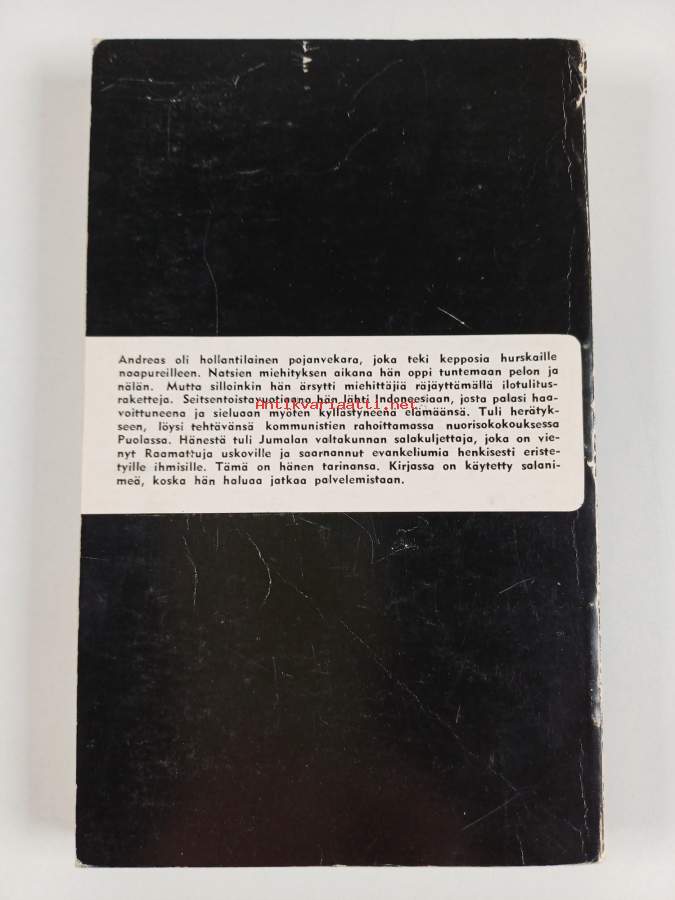 Andreas oli hollantilainen pojanvekara, joka teki kepposia hurskaille
naapureilleen. Natsien miehityksen aikana hän oppi tuntemaan pelon ja
nälän. Mutta silloinkin hän ärsytti miehittäjiä räjäyttämällä ilotulitus-
raketteja. Seitsentoistavuotiaana hän lähti Indoneesiaan, josta palasi haa-
voittuneena ja sieluaan myöten kyllästyneenä elämäänsä. Tuli herätyk-
seen, löysi tehtävänsä kommunistien rahoittamassa nuorisokokouksessa
Puolassa. Hänestä tuli Jumalan valtakunnan salakuljettaja, joka on vie-
nyt Raamattuja uskoville ja saarnannut evankeliumia henkisesti eriste-
tyille ihmisille. Tämä on hänen tarinansa. Kirjassa on käytetty salani-
meä, koska hän haluaa jatkaa palvelemistaan.
Antikvariaatti.net